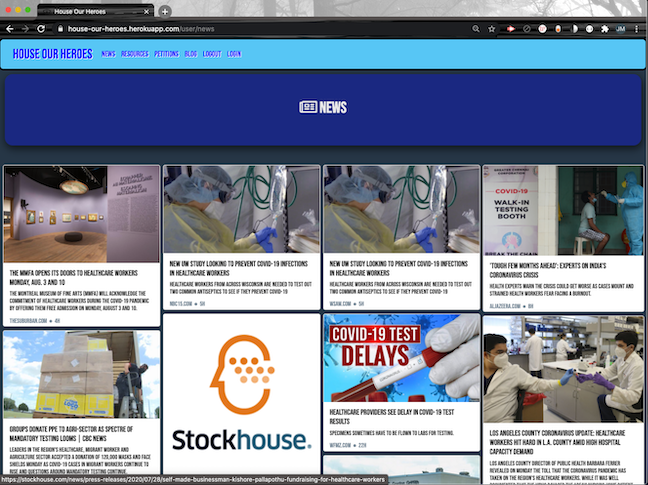 House Our Heroes
house-our-heroes.herokuapp.com/user/news
JM
HOUSE OUR HEROES
NEWS RESOURCES PETITIONS BLOG LOGOUT LOGIN
NEWS
THE MMFA OPENS ITS DOORS TO HEALTHCARE WORKERS
MONDAY, AUG. 3 AND 10
THE MONTREAL MUSEUM OF FINE ARTS (MMFA) WILL ACKNOWLEDGE THE
COMMITMENT OF HEALTHCARE WORKERS DURING THE COVID-19 PANDEMIC
BY OFFERING THEM FREE ADMISSION ON MONDAY, AUGUST 3 AND 10.
THESUBURBAN.COM • 4H
NEW UW STUDY LOOKING TO PREVENT COVID-19 INFECTIONS
IN HEALTHCARE WORKERS
HEALTHCARE WORKERS FROM ACROSS WISCONSIN ARE NEEDED TO TEST OUT
TWO COMMON ANTISEPTICS TO SEE IF THEY PREVENT COVID-19
NBC15.COM • 5H
NEW UW STUDY LOOKING TO PREVENT COVID-19 INFECTIONS
IN HEALTHCARE WORKERS
HEALTHCARE WORKERS FROM ACROSS WISCONSIN ARE NEEDED TO TEST OUT
TWO COMMON ANTISEPTICS TO SEE IF THEY PREVENT COVID-19
WSAW.COM • 5H
COVID-19
WALK-IN
TESTING
BOOTH
BREAK THE CHAIN
'TOUGH FEW MONTHS AHEAD': EXPERTS ON INDIA'S
CORONAVIRUS CRISIS
HEALTH EXPERTS WARN THE CRISIS COULD GET WORSE AS CASES MOUNT AND
STRAINED HEALTH WORKERS FEAR FACING A BURNOUT.
ALJAZEERA.COM • 8H
GROUPS DONATE PPE TO AGRI-SECTOR AS SPECTRE OF
MANDATORY TESTING LOOMS | CBC NEWS
LEADERS IN THE REGION'S HEALTHCARE, MIGRANT WORKER AND
AGRICULTURE SECTOR ACCEPTED A DONATION OF 120,000 MASKS AND FACE
SHIELDS MONDAY AS COVID-19 CASES IN MIGRANT WORKERS CONTINUE TO
RISE AND QUESTIONS AROUND MANDATORY TESTING CONTINUE.
Stockhouse
COVID-19 TEST
DELAYS
HEALTHCARE PROVIDERS SEE DELAY IN COVID-19 TEST
RESULTS
SPECIMENS SOMETIMES HAVE TO BE FLOWN TO LABS FOR TESTING.
WFMZ.COM • 22H
LOS ANGELES COUNTY CORONAVIRUS UPDATE: HEALTHCARE
WORKERS HIT HARD IN L.A. COUNTY AMID HIGH HOSPITAL
CAPACITY DEMAND
LOS ANGELES COUNTY DIRECTOR OF PUBLIC HEALTH BARBARA FERRER
REVEALED ON MONDAY THE TOLL THAT THE CORONAVIRUS PANDEMIC HAS
TAKEN ON THE REGION'S HEALTHCARE WORKERS. WHILE IT WAS WELL
https://stockhouse.com/news/press-releases/2020/07/28/self-made-businessman-kishore-pallapothu-fundraising-for-healthcare-workers